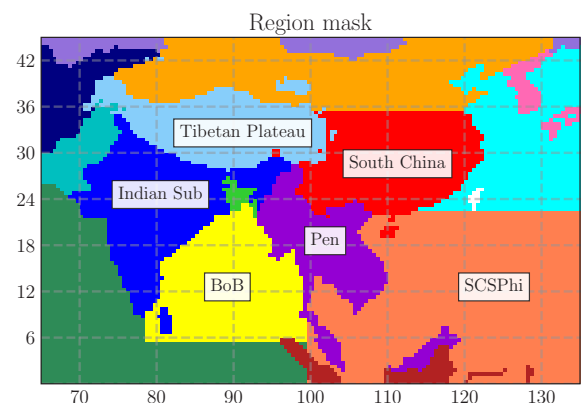 Region mask
42
36
30
24
18
12
6
Tibetan Plateau
South China
Indian Sub
Pen
BoB
SCSPhi
70 80 90 100 110 120 130